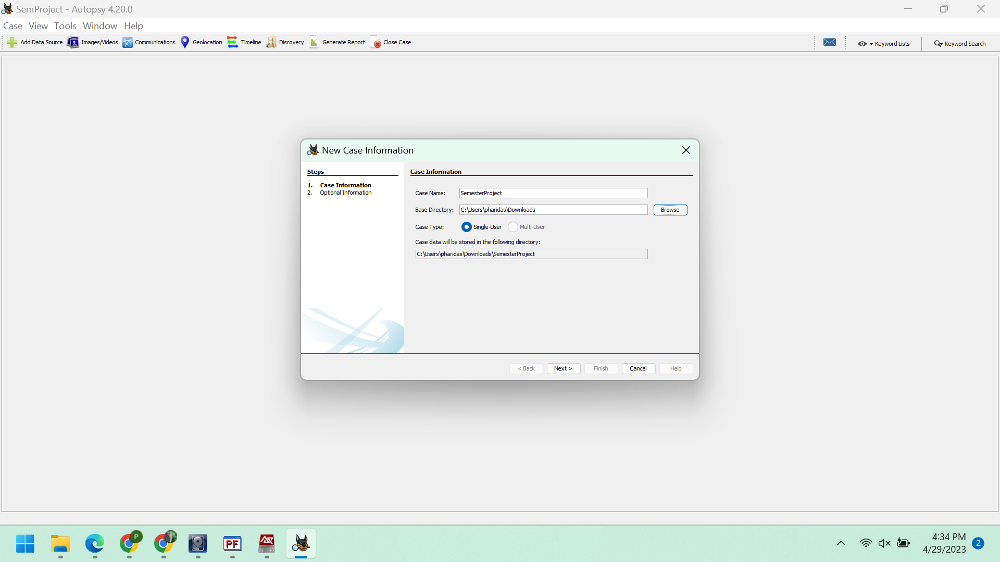 SemProject - Autopsy 4.20.0
Case View Tools Window Help
Add Data Source Images/Videos Communications Geolocation Timeline Discovery Generate Report Close Case Keyword Lists Keyword Search
New Case Information
Steps
1. Case Information
2. Optional Information
Case Information
Case Name: SemesterProject
Base Directory: C:\Users\pharidas\Downloads Browse
Case Type: Single-User Multi-User
Case data will be stored in the following directory:
C:\Users\pharidas\Downloads\SemesterProject
< Back Next > Finish Cancel Help
P
PF
4:34 PM
4/29/2023
2